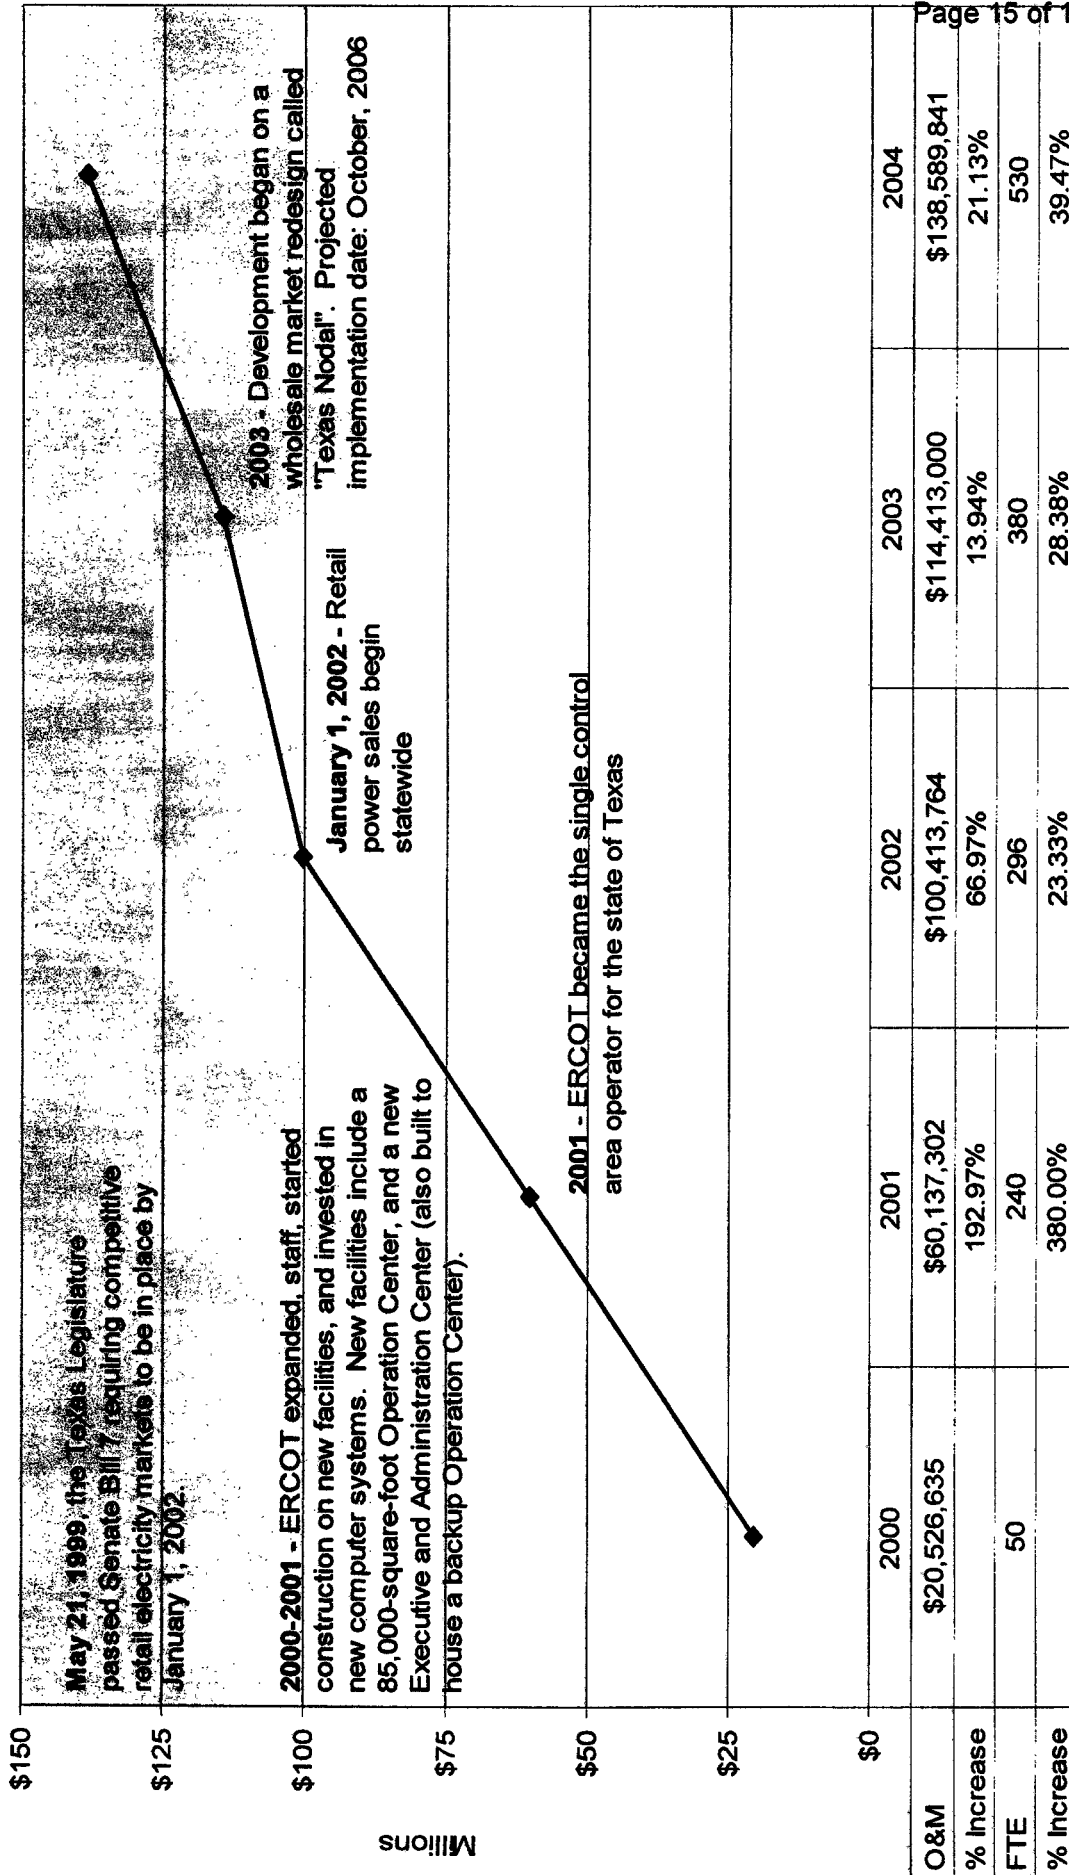 Page 15 of 1
$150
$125
$100
$75
$50
$25
$0
Millions
May 21, 1999, the Texas Legislature
passed Senate Bill 7 requiring competitive
retail electricity markets to be in place by
January 1, 2002.
2000-2001 - ERCOT expanded, staff, started
construction on new facilities, and invested in
new computer systems. New facilities include a
85,000-square-foot Operation Center, and a new
Executive and Administration Center (also built to
house a backup Operation Center).
2001 - ERCOT became the single control
area operator for the state of Texas
January 1, 2002 - Retail
power sales begin
statewide
2003 - Development began on a
wholesale market redesign called
"Texas Nodal". Projected
implementation date: October, 2006
2000 2001 2002 2003 2004
O&M $20,526,635 $60,137,302 $100,413,764 $114,413,000 $138,589,841
% Increase 192.97% 66.97% 13.94% 21.13%
FTE 50 240 296 380 530
% Increase 380.00% 23.33% 28.38% 39.47%